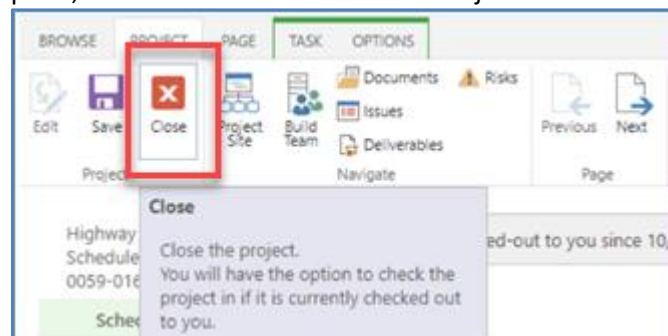 BROWSE PROJECT PAGE TASK OPTIONS
Edit Save Close Project Site Build Team Documents Risks Issues Deliverables Previous Next
Navigate Page
Highway
Schedule
0059-016
Close
Close the project.
You will have the option to check the
project in if it is currently checked out
to you.
ed-out to you since 10,